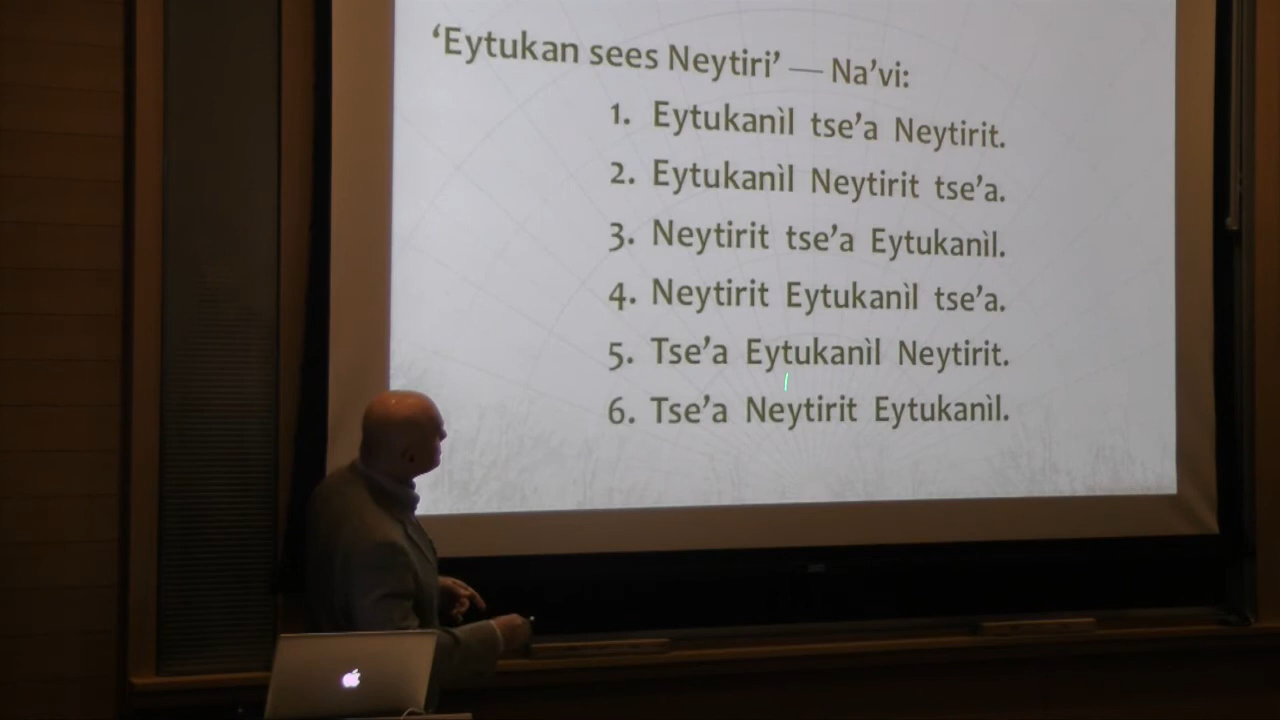 ‘Eytukan sees Neytiri’ — Na’vi:
1. Eytukanìl tse’a Neytirit.
2. Eytukanìl Neytirit tse’a.
3. Neytirit tse’a Eytukanìl.
4. Neytirit Eytukanìl tse’a.
5. Tse’a Eytukanìl Neytirit.
6. Tse’a Neytirit Eytukanìl.